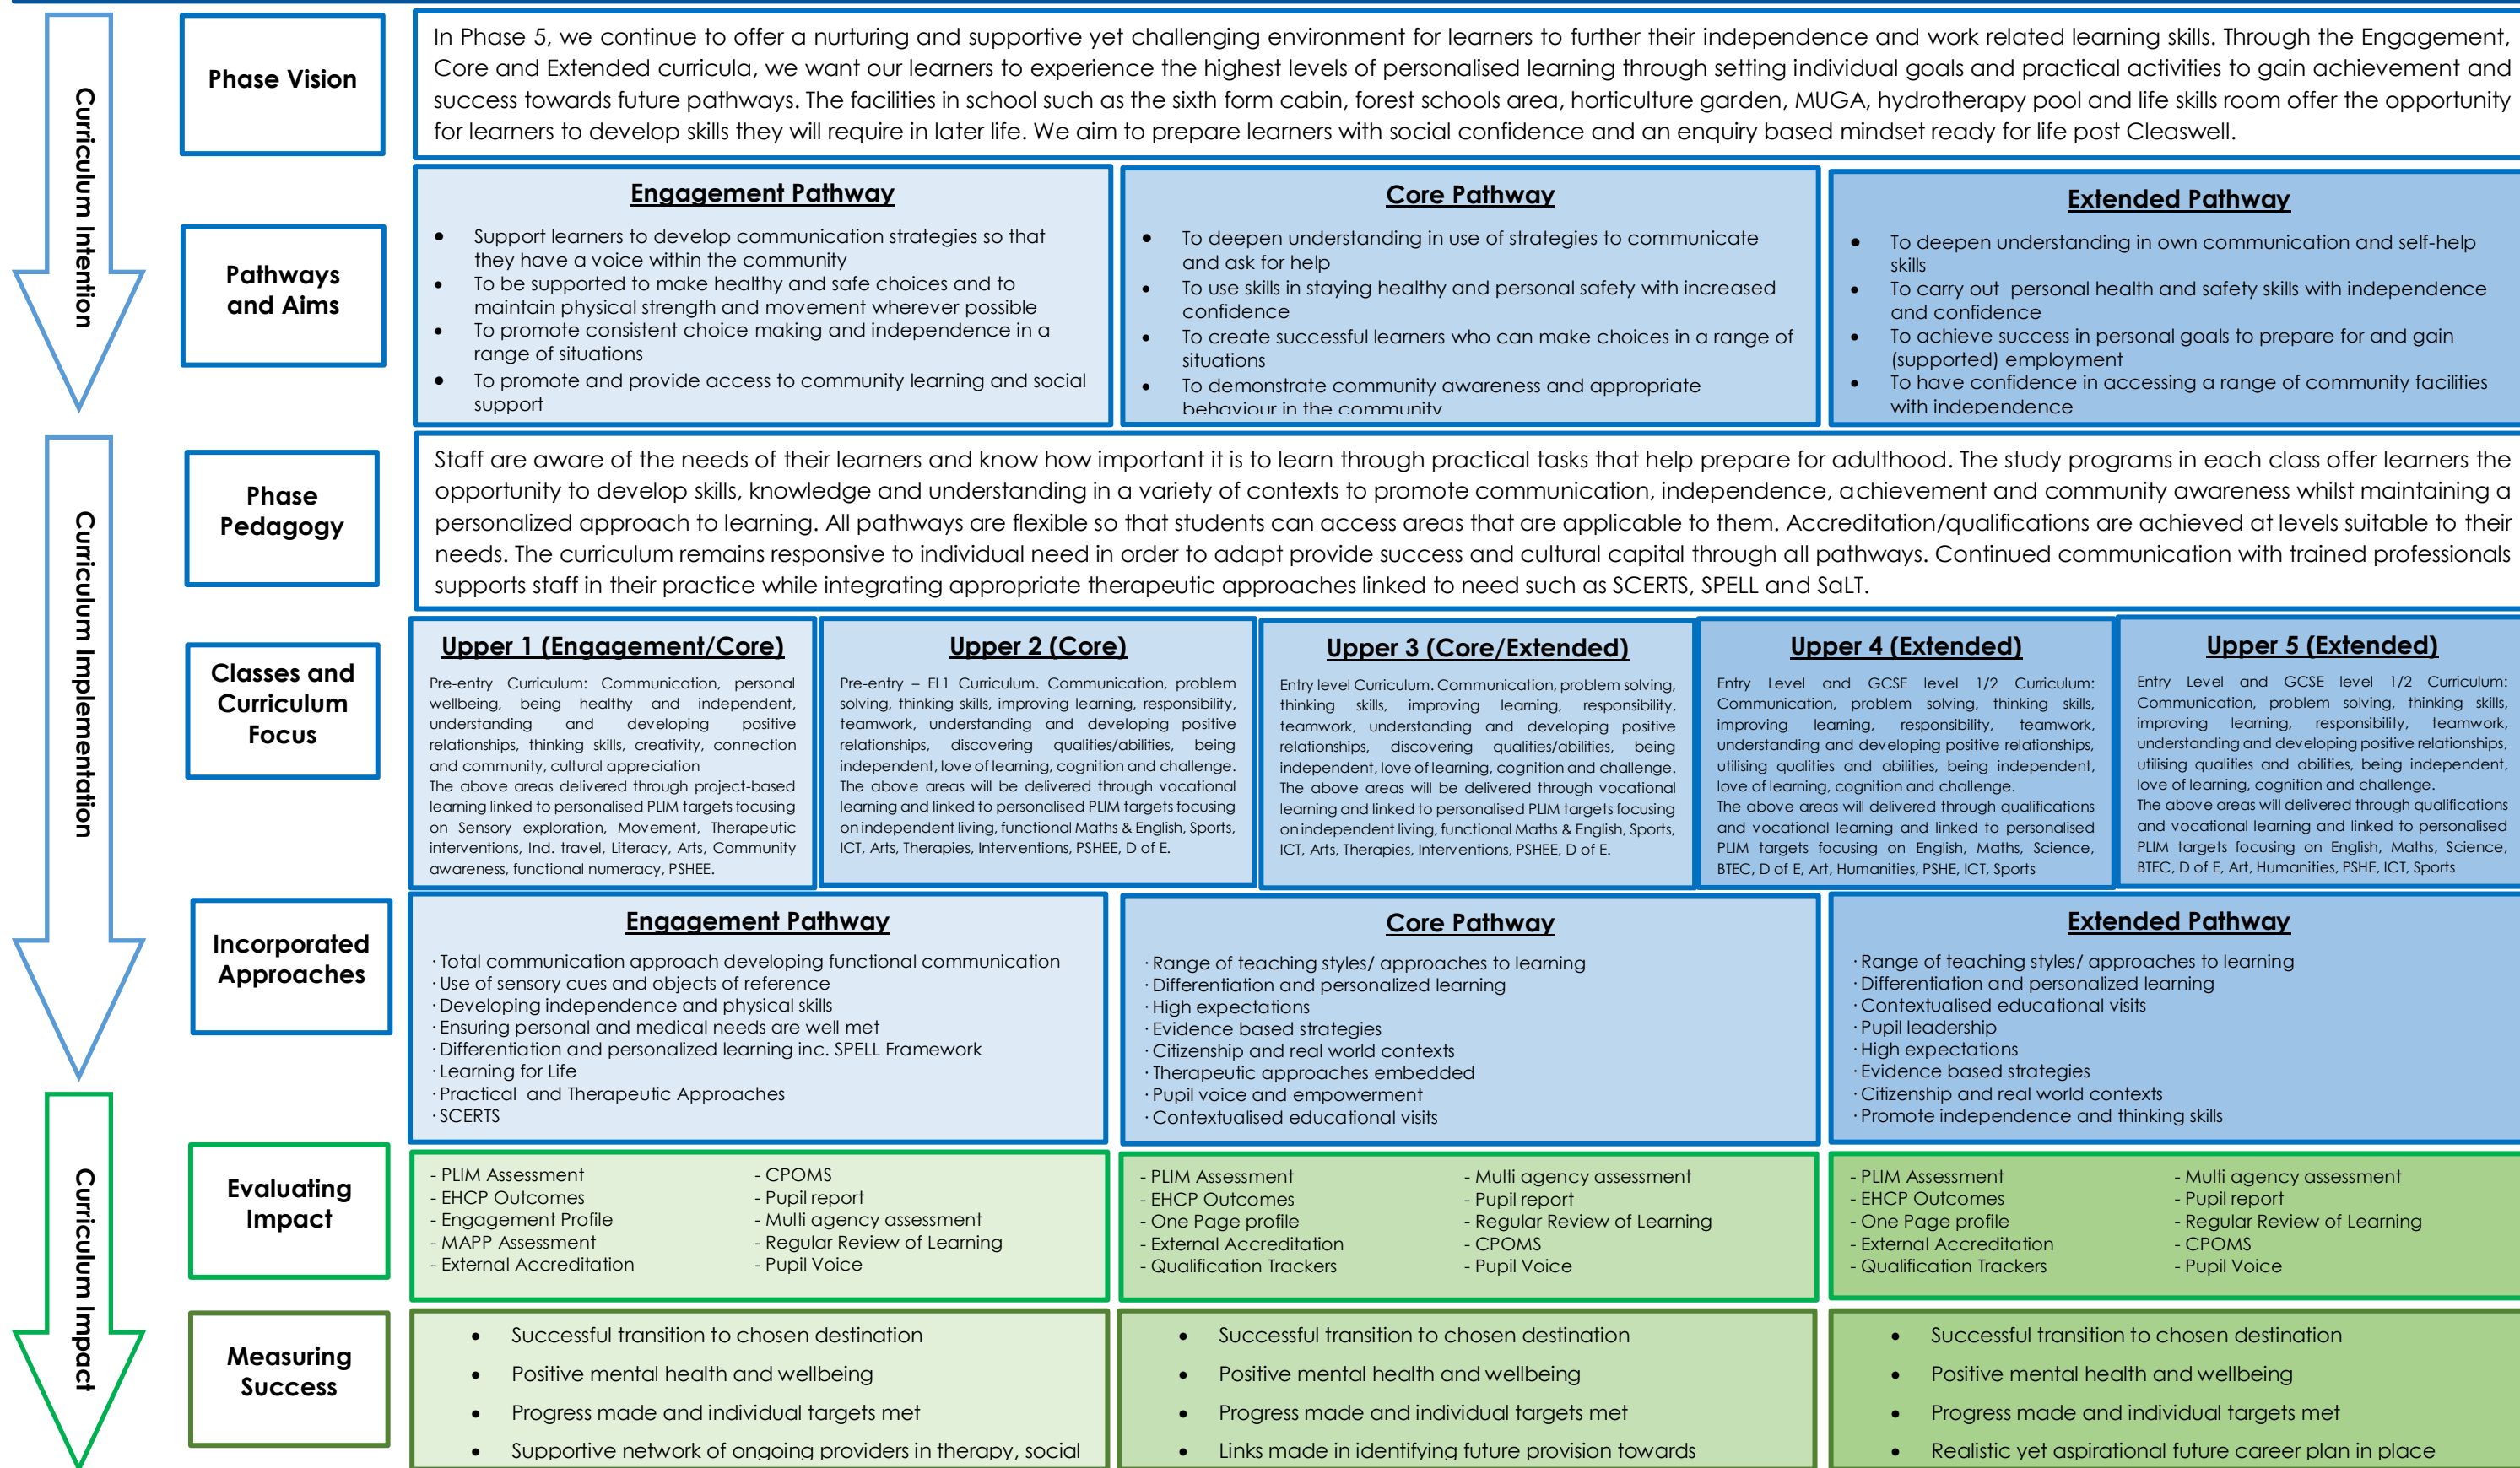 Curriculum Intention
Phase Vision
In Phase 5, we continue to offer a nurturing and supportive yet challenging environment for learners to further their independence and work related learning skills. Through the Engagement,
Core and Extended curricula, we want our learners to experience the highest levels of personalised learning through setting individual goals and practical activities to gain achievement and
success towards future pathways. The facilities in school such as the sixth form cabin, forest schools area, horticulture garden, MUGA, hydrotherapy pool and life skills room offer the opportunity
for learners to develop skills they will require in later life. We aim to prepare learners with social confidence and an enquiry based mindset ready for life post Cleaswell.
Pathways
and Aims
Engagement Pathway
• Support learners to develop communication strategies so that
they have a voice within the community
• To be supported to make healthy and safe choices and to
maintain physical strength and movement wherever possible
• To promote consistent choice making and independence in a
range of situations
• To promote and provide access to community learning and social
support
Core Pathway
• To deepen understanding in use of strategies to communicate
and ask for help
• To use skills in staying healthy and personal safety with increased
confidence
• To create successful learners who can make choices in a range of
situations
• To demonstrate community awareness and appropriate
behaviour in the community
Extended Pathway
• To deepen understanding in own communication and self-help
skills
• To carry out personal health and safety skills with independence
and confidence
• To achieve success in personal goals to prepare for and gain
(supported) employment
• To have confidence in accessing a range of community facilities
with independence
Curriculum Implementation
Phase
Pedagogy
Staff are aware of the needs of their learners and know how important it is to learn through practical tasks that help prepare for adulthood. The study programs in each class offer learners the
opportunity to develop skills, knowledge and understanding in a variety of contexts to promote communication, independence, achievement and community awareness whilst maintaining a
personalized approach to learning. All pathways are flexible so that students can access areas that are applicable to them. Accreditation/qualifications are achieved at levels suitable to their
needs. The curriculum remains responsive to individual need in order to adapt provide success and cultural capital through all pathways. Continued communication with trained professionals
supports staff in their practice while integrating appropriate therapeutic approaches linked to need such as SCERTS, SPELL and SaLT.
Classes and
Curriculum
Focus
Upper 1 (Engagement/Core)
Pre-entry Curriculum: Communication, personal
wellbeing, being healthy and independent,
understanding and developing positive
relationships, thinking skills, creativity, connection
and community, cultural appreciation
The above areas delivered through project-based
learning linked to personalised PLIM targets focusing
on Sensory exploration, Movement, Therapeutic
interventions, Ind. travel, Literacy, Arts, Community
awareness, functional numeracy, PSHEE.
Upper 2 (Core)
Pre-entry – EL1 Curriculum. Communication, problem
solving, thinking skills, improving learning, responsibility,
teamwork, understanding and developing positive
relationships, discovering qualities/abilities, being
independent, love of learning, cognition and challenge.
The above areas will be delivered through vocational
learning and linked to personalised PLIM targets focusing
on independent living, functional Maths & English, Sports,
ICT, Arts, Therapies, Interventions, PSHEE, D of E.
Upper 3 (Core/Extended)
Entry level Curriculum. Communication, problem solving,
thinking skills, improving learning, responsibility,
teamwork, understanding and developing positive
relationships, discovering qualities/abilities, being
independent, love of learning, cognition and challenge.
The above areas will be delivered through vocational
learning and linked to personalised PLIM targets focusing
on independent living, functional Maths & English, Sports,
ICT, Arts, Therapies, Interventions, PSHEE, D of E.
Upper 4 (Extended)
Entry Level and GCSE level 1/2 Curriculum:
Communication, problem solving, thinking skills,
improving learning, responsibility, teamwork,
understanding and developing positive relationships,
utilising qualities and abilities, being independent,
love of learning, cognition and challenge.
The above areas will delivered through qualifications
and vocational learning and linked to personalised
PLIM targets focusing on English, Maths, Science,
BTEC, D of E, Art, Humanities, PSHE, ICT, Sports
Upper 5 (Extended)
Entry Level and GCSE level 1/2 Curriculum:
Communication, problem solving, thinking skills,
improving learning, responsibility, teamwork,
understanding and developing positive relationships,
utilising qualities and abilities, being independent,
love of learning, cognition and challenge.
The above areas will delivered through qualifications
and vocational learning and linked to personalised
PLIM targets focusing on English, Maths, Science,
BTEC, D of E, Art, Humanities, PSHE, ICT, Sports
Incorporated
Approaches
Engagement Pathway
· Total communication approach developing functional communication
· Use of sensory cues and objects of reference
· Developing independence and physical skills
· Ensuring personal and medical needs are well met
· Differentiation and personalized learning inc. SPELL Framework
· Learning for Life
· Practical and Therapeutic Approaches
· SCERTS
Core Pathway
· Range of teaching styles/ approaches to learning
· Differentiation and personalized learning
· High expectations
· Evidence based strategies
· Citizenship and real world contexts
· Therapeutic approaches embedded
· Pupil voice and empowerment
· Contextualised educational visits
Extended Pathway
· Range of teaching styles/ approaches to learning
· Differentiation and personalized learning
· Contextualised educational visits
· Pupil leadership
· High expectations
· Evidence based strategies
· Citizenship and real world contexts
· Promote independence and thinking skills
Curriculum Impact
Evaluating
Impact
- PLIM Assessment
- EHCP Outcomes
- Engagement Profile
- MAPP Assessment
- External Accreditation
- CPOMS
- Pupil report
- Multi agency assessment
- Regular Review of Learning
- Pupil Voice
- PLIM Assessment
- EHCP Outcomes
- One Page profile
- External Accreditation
- Qualification Trackers
- Multi agency assessment
- Pupil report
- Regular Review of Learning
- CPOMS
- Pupil Voice
- PLIM Assessment
- EHCP Outcomes
- One Page profile
- External Accreditation
- Qualification Trackers
- Multi agency assessment
- Pupil report
- Regular Review of Learning
- CPOMS
- Pupil Voice
Measuring
Success
• Successful transition to chosen destination
• Positive mental health and wellbeing
• Progress made and individual targets met
• Supportive network of ongoing providers in therapy, social
• Successful transition to chosen destination
• Positive mental health and wellbeing
• Progress made and individual targets met
• Links made in identifying future provision towards
• Successful transition to chosen destination
• Positive mental health and wellbeing
• Progress made and individual targets met
• Realistic yet aspirational future career plan in place